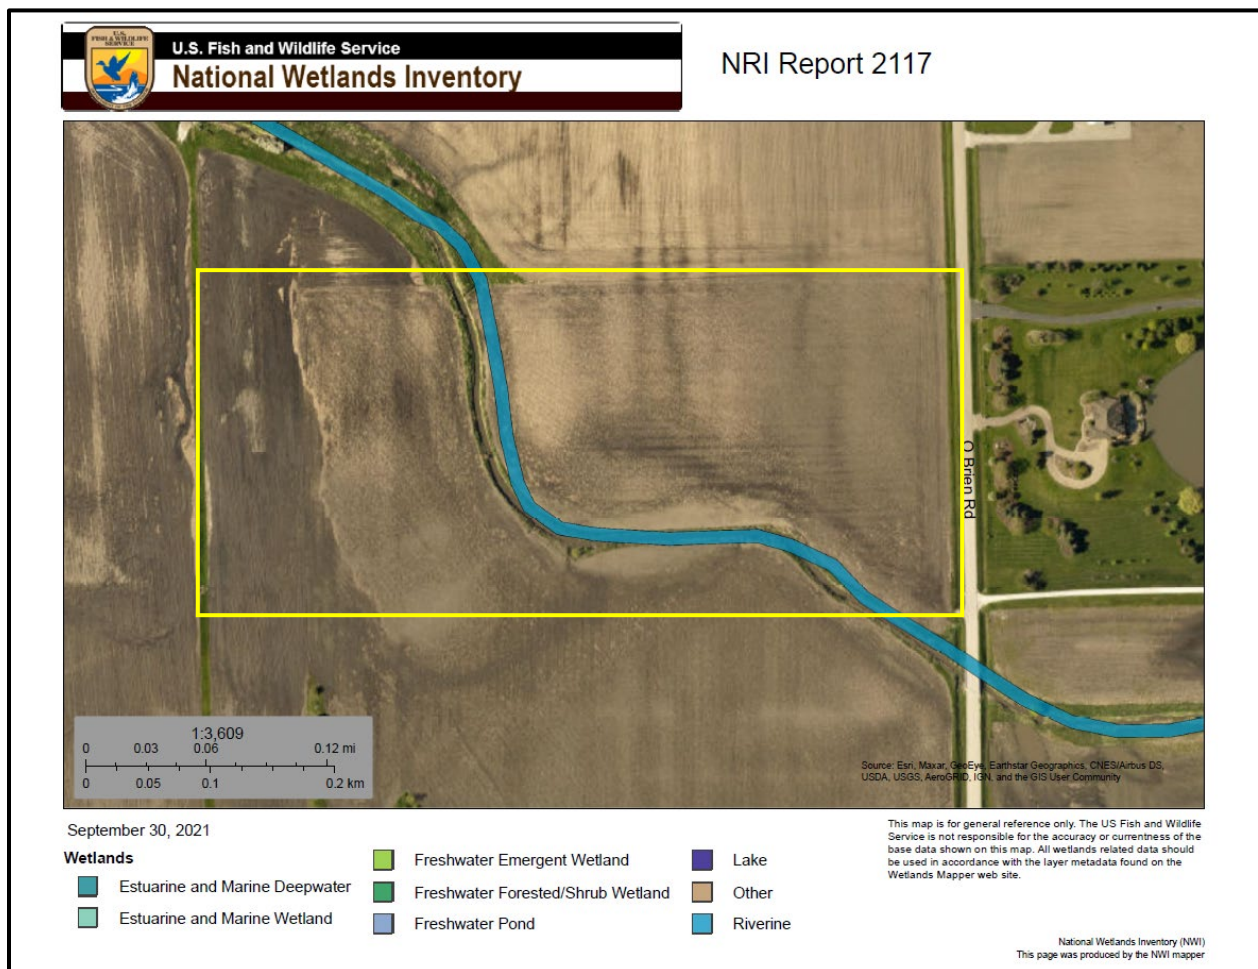 U.S.
FISH & WILDLIFE
SERVICE
U.S. Fish and Wildlife Service
National Wetlands Inventory
NRI Report 2117
O Brien Rd
1:3,609
0 0.03 0.06 0.12 mi
0 0.05 0.1 0.2 km
Source: Esri, Maxar, GeoEye, Earthstar Geographics, CNES/Airbus DS,
USDA, USGS, AeroGRID, IGN, and the GIS User Community
September 30, 2021
Wetlands
Estuarine and Marine Deepwater
Estuarine and Marine Wetland
Freshwater Emergent Wetland
Freshwater Forested/Shrub Wetland
Freshwater Pond
Lake
Other
Riverine
This map is for general reference only. The US Fish and Wildlife
Service is not responsible for the accuracy or currentness of the
base data shown on this map. All wetlands related data should
be used in accordance with the layer metadata found on the
Wetlands Mapper web site.
National Wetlands Inventory (NWI)
This page was produced by the NWI mapper